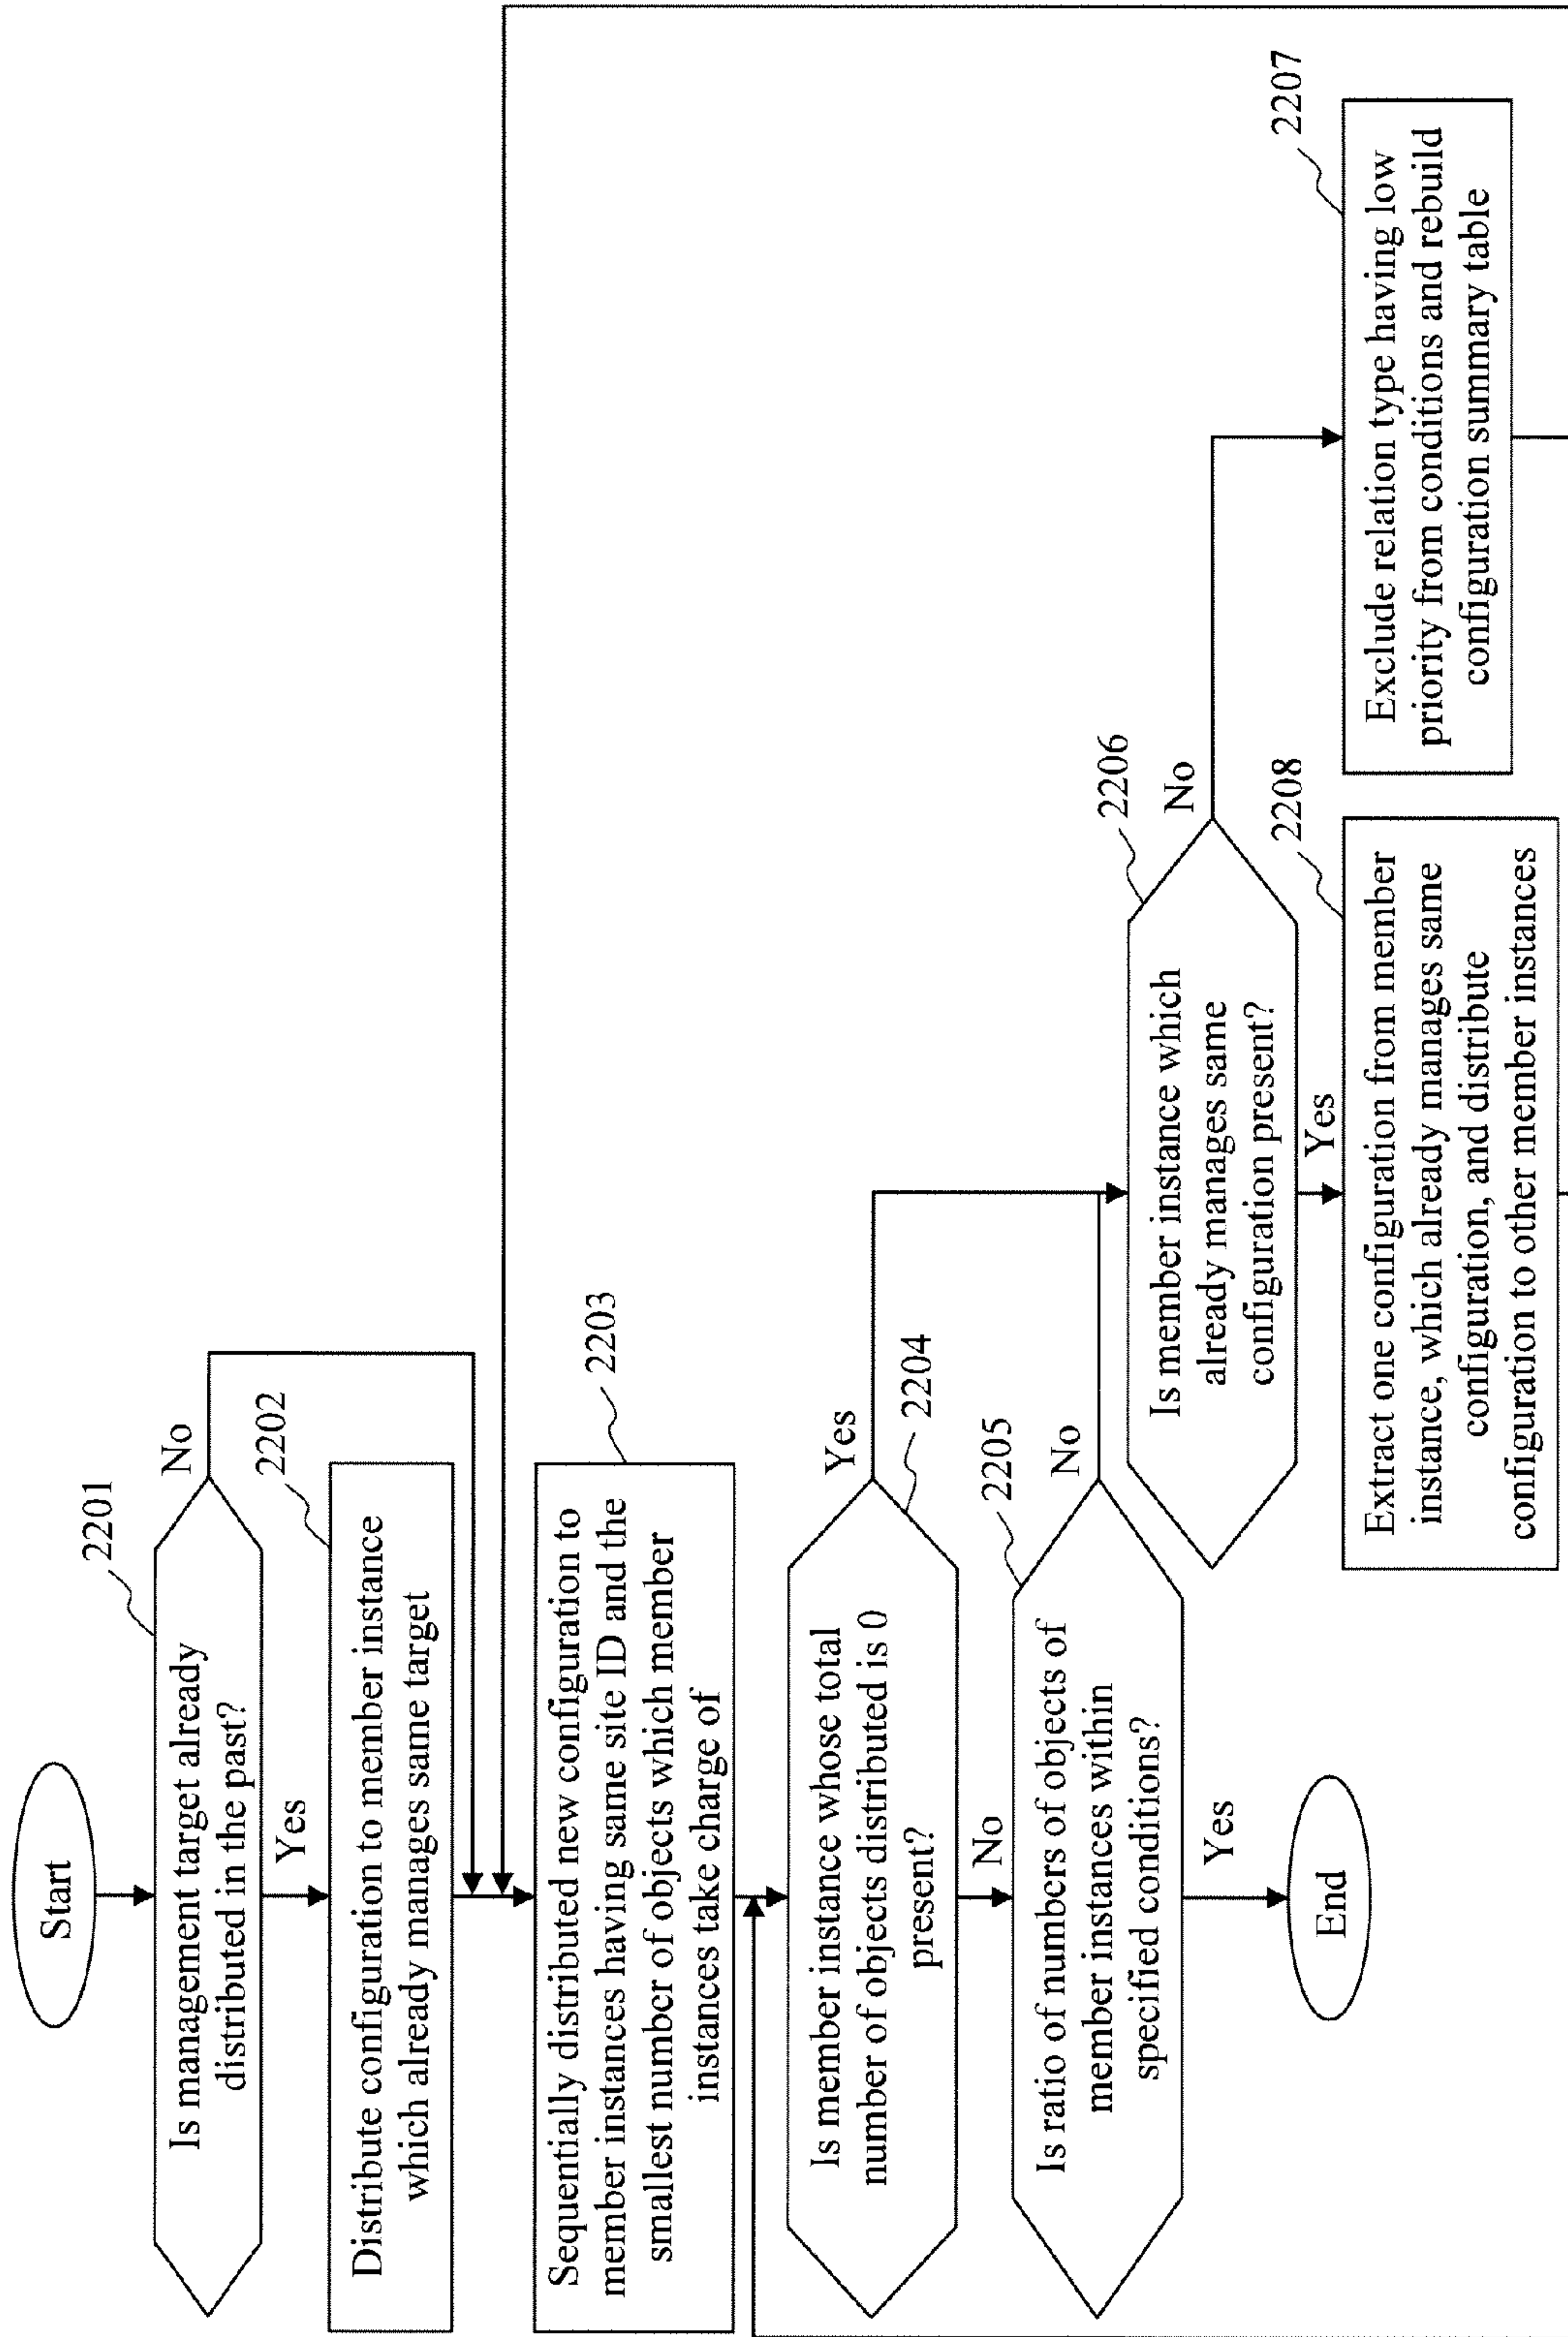 Start
2201
Is management target already
distributed in the past?
No
Yes
2202
Distribute configuration to member instance
which already manages same target
2203
Sequentially distributed new configuration to
member instances having same site ID and the
smallest number of objects which member
instances take charge of
Yes
2204
Is member instance whose total
number of objects distributed is 0
present?
No
2205
Is ratio of numbers of objects of
member instances within
specified conditions?
No
Yes
End
2206
Is member instance which
already manages same
configuration present?
No
Yes
2207
Exclude relation type having low
priority from conditions and rebuild
configuration summary table
2208
Extract one configuration from member
instance, which already manages same
configuration, and distribute
configuration to other member instances